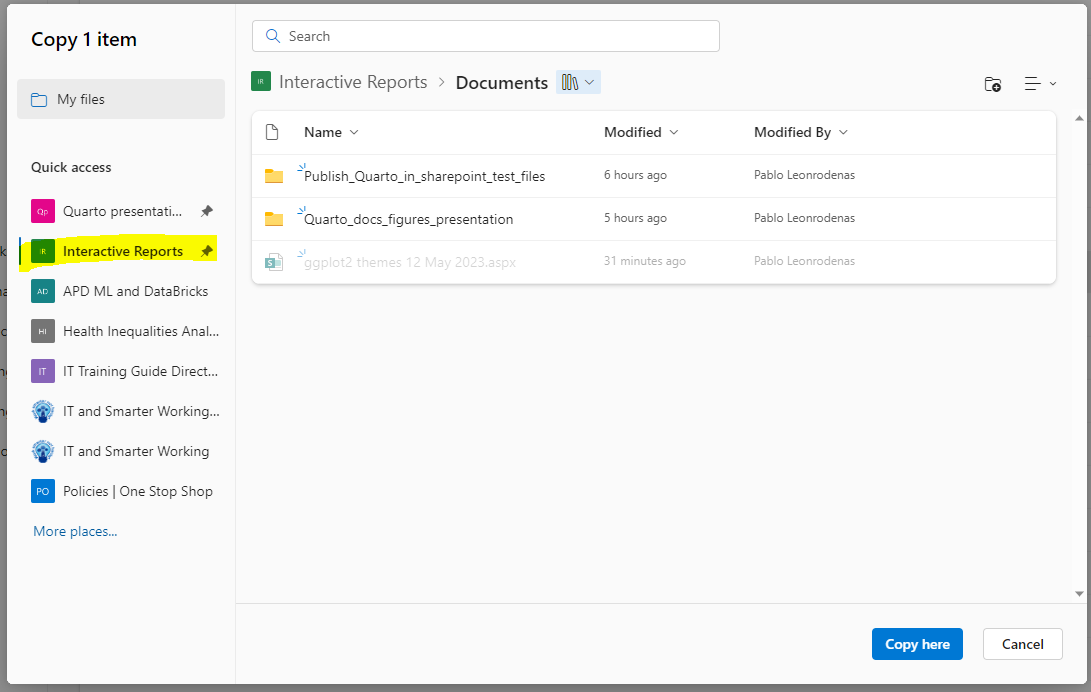 Copy 1 item
My files
Quick access
Qp Quarto presentati...
IR Interactive Reports
AD APD ML and DataBricks
HI Health Inequalities Anal...
IT IT Training Guide Direct...
IT and Smarter Working...
IT and Smarter Working
PO Policies | One Stop Shop
More places...
Search
IR Interactive Reports > Documents
Name Modified Modified By
Publish_Quarto_in_sharepoint_test_files 6 hours ago Pablo Leonrodenas
Quarto_docs_figures_presentation 5 hours ago Pablo Leonrodenas
S ggplot2 themes 12 May 2023.aspx 31 minutes ago Pablo Leonrodenas
Copy here Cancel